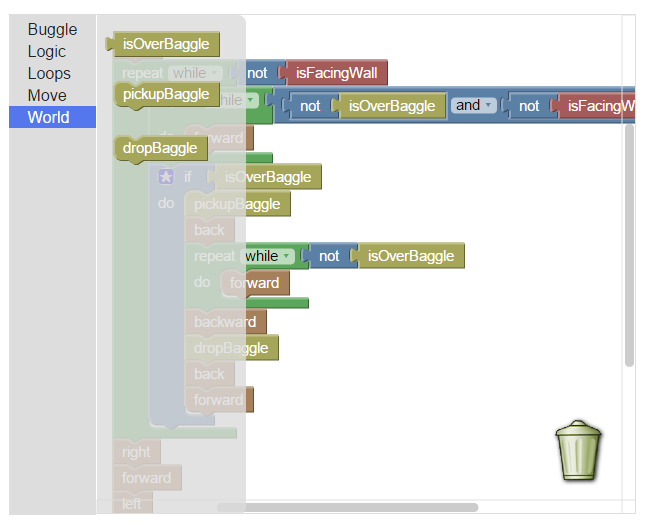 Buggle
Logic
Loops
Move
World
isOverBaggle
pickupBaggle
dropBaggle
repeat while not isFacingWall
hile not isOverBaggle and not isFacingW
do forward
if isOverBaggle
do pickupBaggle
back
repeat while not isOverBaggle
do forward
backward
dropBaggle
back
forward
right
forward
left